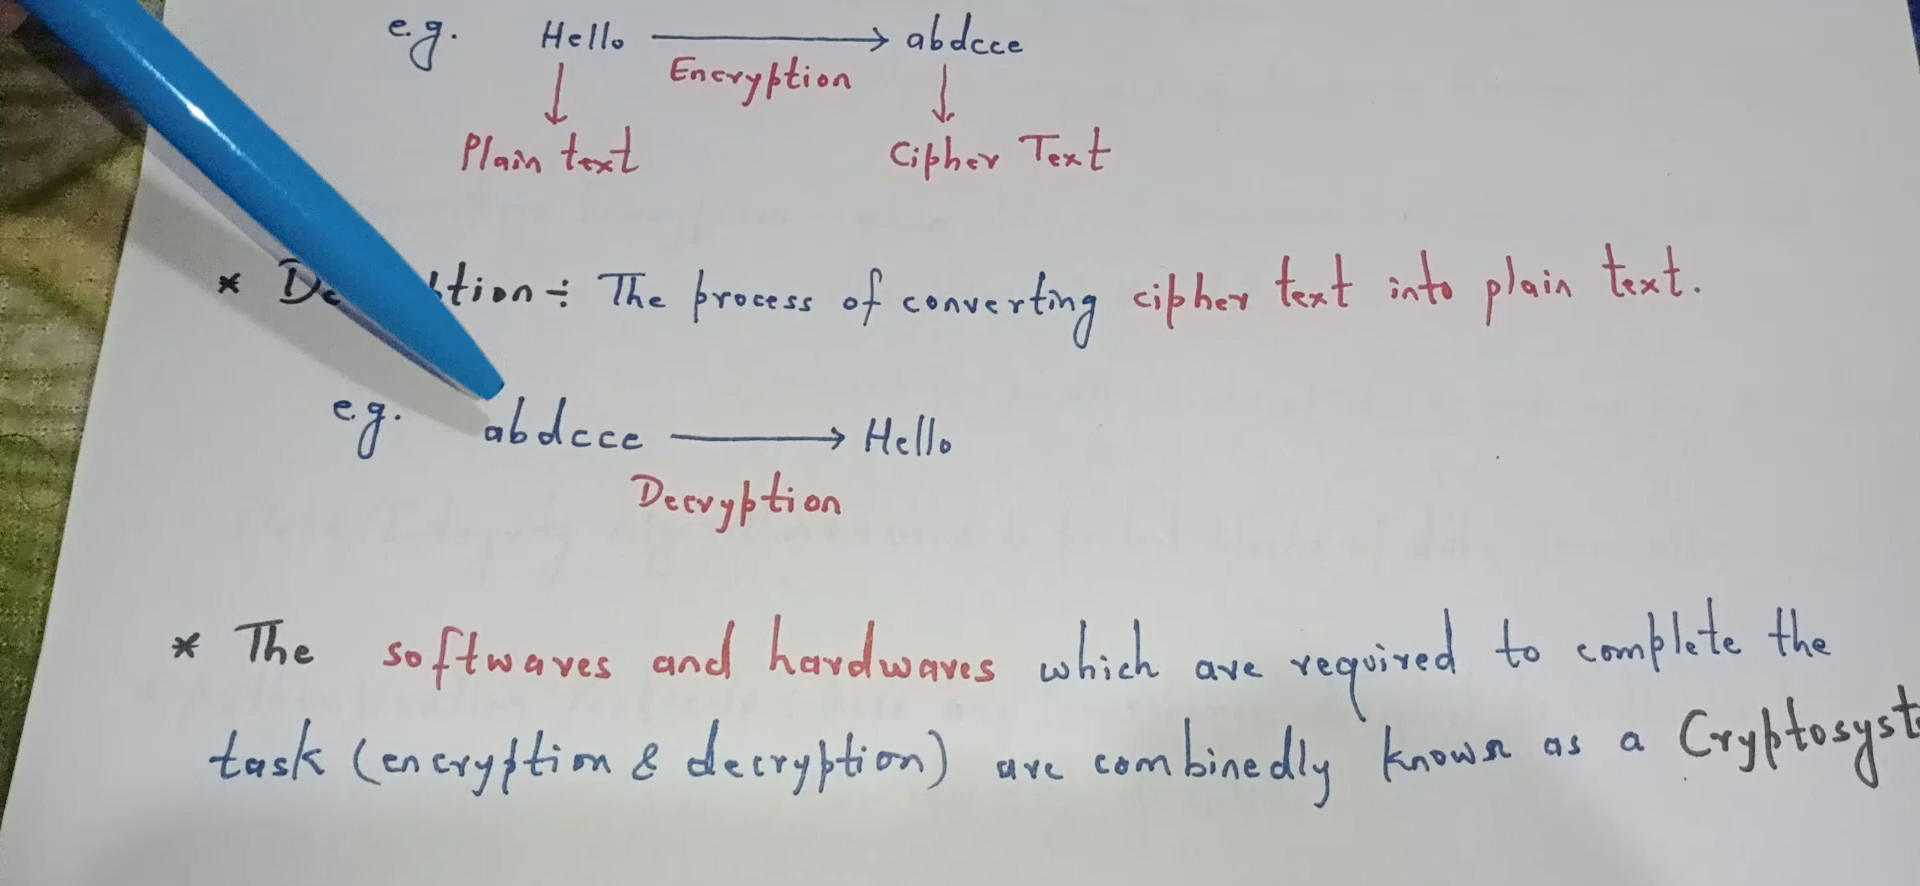 e.g. Hello → abdcce
Encryption
↓ ↓
Plain text Cipher Text
* :- The process of converting cipher text into plain text.
e.g. abdcce → Hello
Decryption
* The softwares and hardwares which are required to complete the
task (encryption & decryption) are combinedly known as a